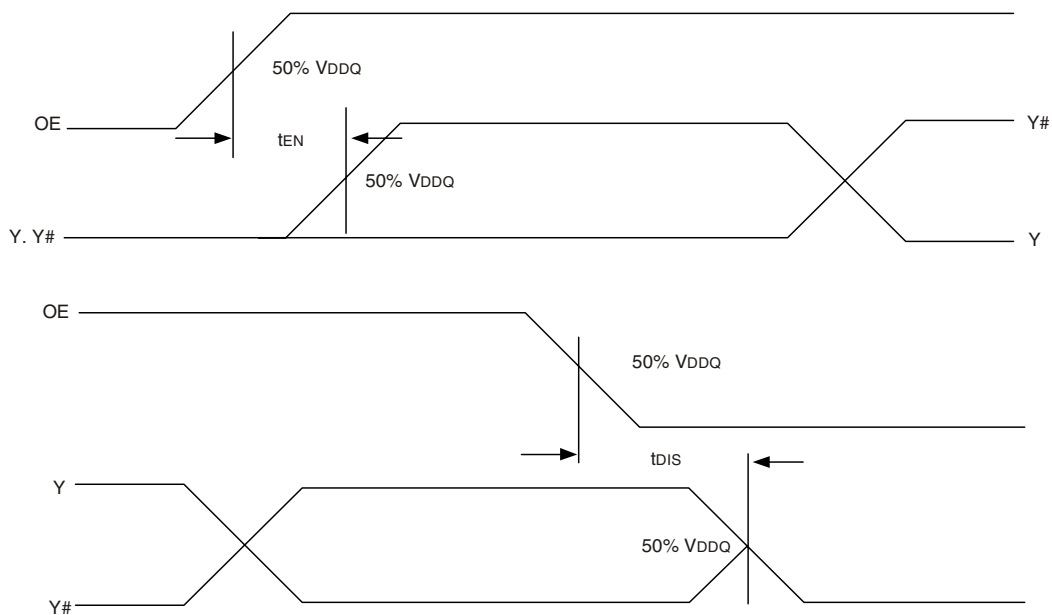 50% VDDQ
OE
Y#
tEN
50% VDDQ
Y. Y#
Y
OE
50% VDDQ
tDIS
Y
50% VDDQ
Y#